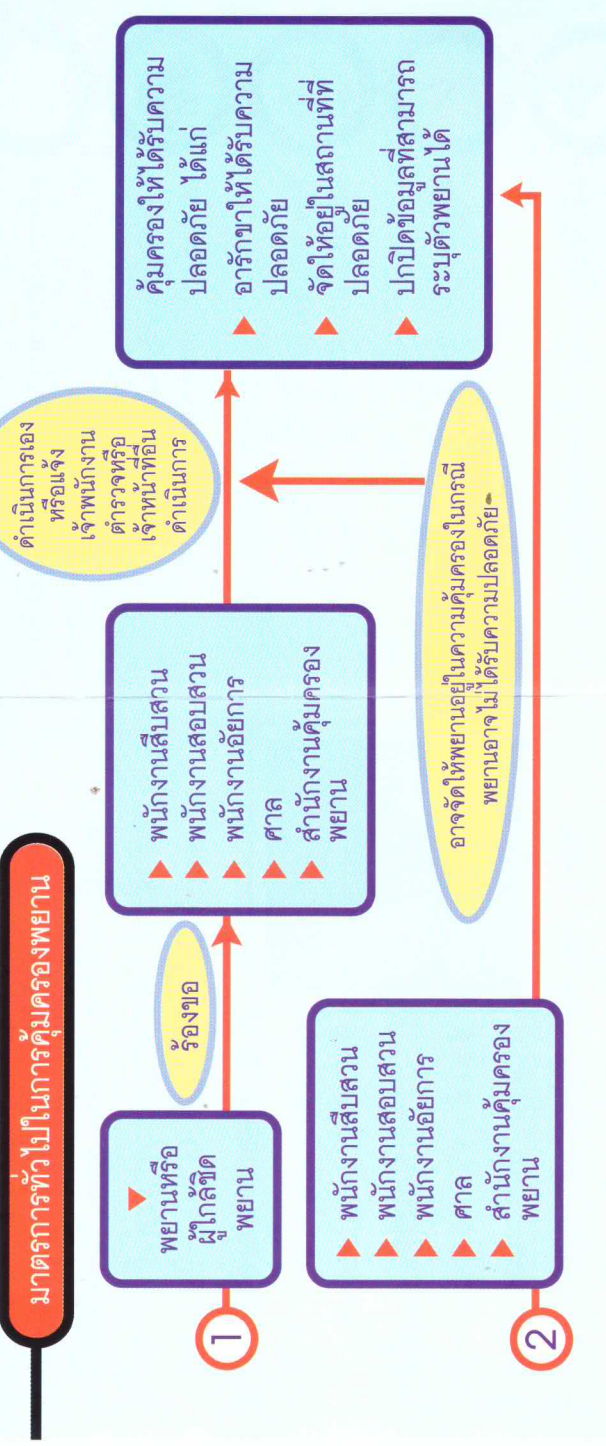 มาตรการทั่วไปในการคุ้มครองพยาน
1
พยานหรือ
ผู้ใกล้ชิด
พยาน
ร้องขอ
พนักงานสืบสวน
พนักงานสอบสวน
พนักงานอัยการ
ศาล
สำนักงานคุ้มครอง
พยาน
ดำเนินการเอง
หรือแจ้ง
เจ้าพนักงาน
ตำรวจหรือ
เจ้าหน้าที่อื่น
ดำเนินการ
คุ้มครองให้ได้รับความ
ปลอดภัย ได้แก่
อารักขาให้ได้รับความ
ปลอดภัย
จัดให้อยู่ในสถานที่ที่
ปลอดภัย
ปกปิดข้อมูลที่สามารถ
ระบุตัวพยานได้
2
พนักงานสืบสวน
พนักงานสอบสวน
พนักงานอัยการ
ศาล
สำนักงานคุ้มครอง
พยาน
อาจจัดให้พยานอยู่ในความคุ้มครองในกรณี
พยานอาจไม่ได้รับความปลอดภัย